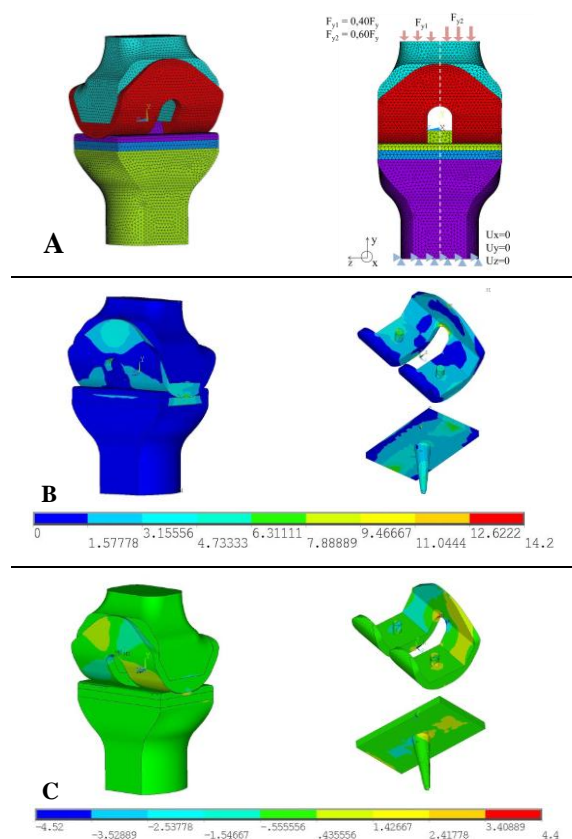 F_y1 = 0,40F_y
F_y2 = 0,60F_y
F_y1 F_y2
A
y
z x
Ux=0
Uy=0
Uz=0
B
0 3.15556 6.31111 9.46667 12.6222
1.57778 4.73333 7.88889 11.0444 14.2
C
-4.52 -2.53778 -.555556 1.42667 3.40889
-3.52889 -1.54667 .435556 2.41778 4.4